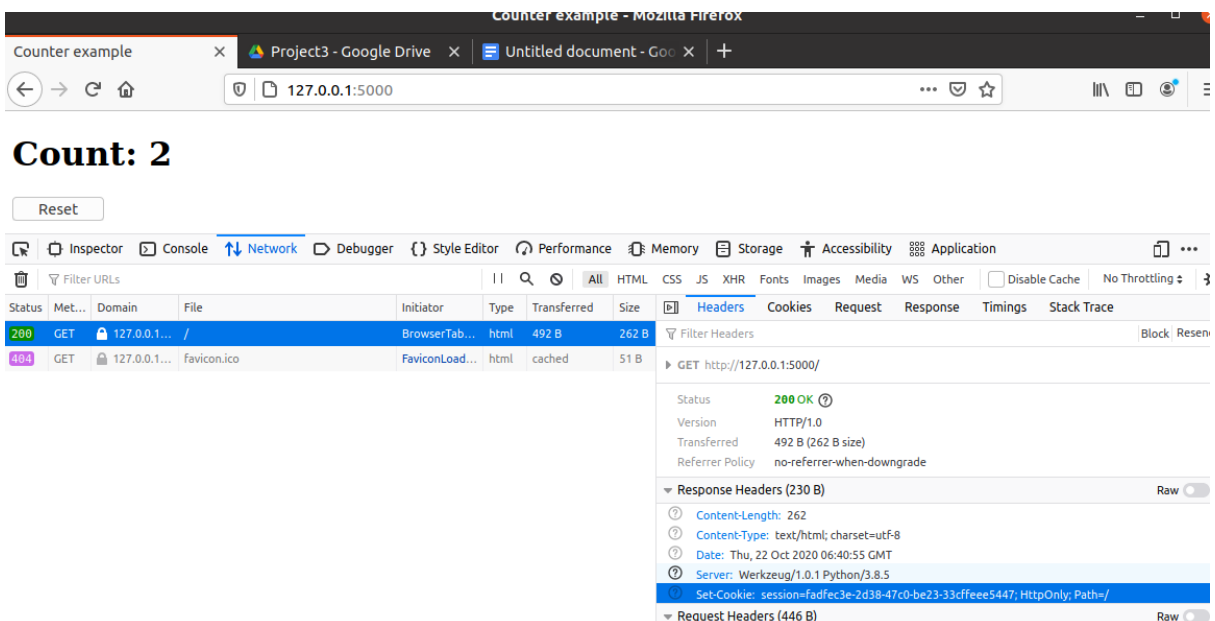 Counter example - Mozilla Firefox
Counter example × Project3 - Google Drive × Untitled document - Goo × +
127.0.0.1:5000
Count: 2
Reset
Inspector Console Network Debugger {} Style Editor Performance Memory Storage Accessibility Application
Filter URLs All HTML CSS JS XHR Fonts Images Media WS Other Disable Cache No Throttling
Status Met... Domain File Initiator Type Transferred Size Headers Cookies Request Response Timings Stack Trace
200 GET 127.0.0.1... / BrowserTab... html 492 B 262 B Filter Headers Block Resen
404 GET 127.0.0.1... favicon.ico FaviconLoad... html cached 51 B
GET http://127.0.0.1:5000/
Status 200 OK
Version HTTP/1.0
Transferred 492 B (262 B size)
Referrer Policy no-referrer-when-downgrade
Response Headers (230 B) Raw
Content-Length: 262
Content-Type: text/html; charset=utf-8
Date: Thu, 22 Oct 2020 06:40:55 GMT
Server: Werkzeug/1.0.1 Python/3.8.5
Set-Cookie: session=fadfec3e-2d38-47c0-be23-33cffeee5447; HttpOnly; Path=/
Request Headers (446 B) Raw